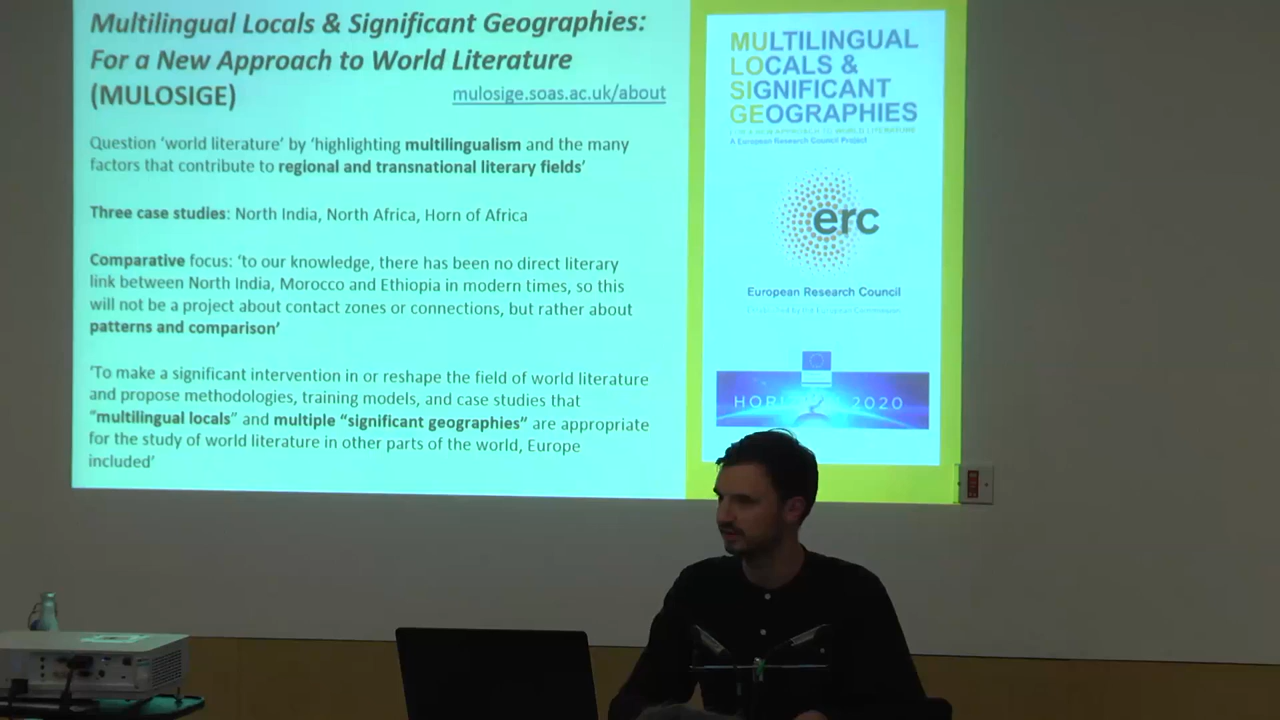 Multilingual Locals & Significant Geographies:
For a New Approach to World Literature
(MULOSIGE)
mulosige.soas.ac.uk/about
Question ‘world literature’ by ‘highlighting multilingualism and the many
factors that contribute to regional and transnational literary fields’
Three case studies: North India, North Africa, Horn of Africa
Comparative focus: ‘to our knowledge, there has been no direct literary
link between North India, Morocco and Ethiopia in modern times, so this
will not be a project about contact zones or connections, but rather about
patterns and comparison’
‘To make a significant intervention in or reshape the field of world literature
and propose methodologies, training models, and case studies that
“multilingual locals” and multiple “significant geographies” are appropriate
for the study of world literature in other parts of the world, Europe
included’
MULTILINGUAL
LOCALS &
SIGNIFICANT
GEOGRAPHIES
FOR A NEW APPROACH TO WORLD LITERATURE
A European Research Council Project
erc
European Research Council
2020